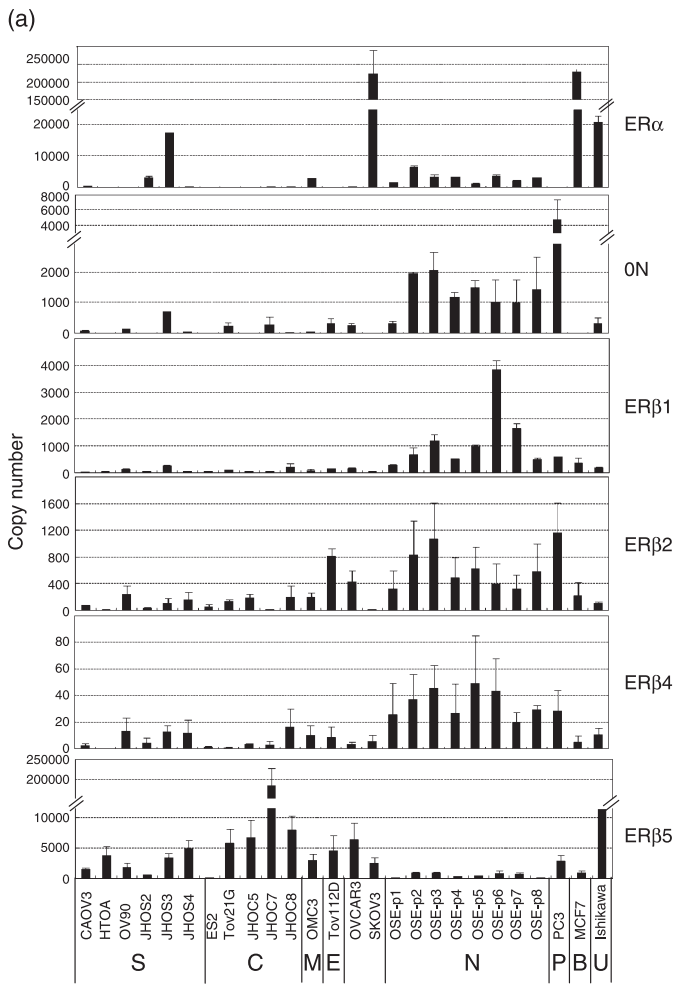 (a)
250000
200000
150000
20000
10000
0
ERα
8000
6000
4000
2000
1000
0
0N
4000
3000
2000
1000
0
ERβ1
1600
1200
800
400
0
ERβ2
80
60
40
20
0
ERβ4
250000
200000
10000
5000
0
ERβ5
Copy number
CAOV3
HTOA
OV90
JHOS2
JHOS3
JHOS4
ES2
Tov21G
JHOC5
JHOC7
JHOC8
OMC3
Tov112D
OVCAR3
SKOV3
OSE-p1
OSE-p2
OSE-p3
OSE-p4
OSE-p5
OSE-p6
OSE-p7
OSE-p8
PC3
MCF7
Ishikawa
S C M E N P B U